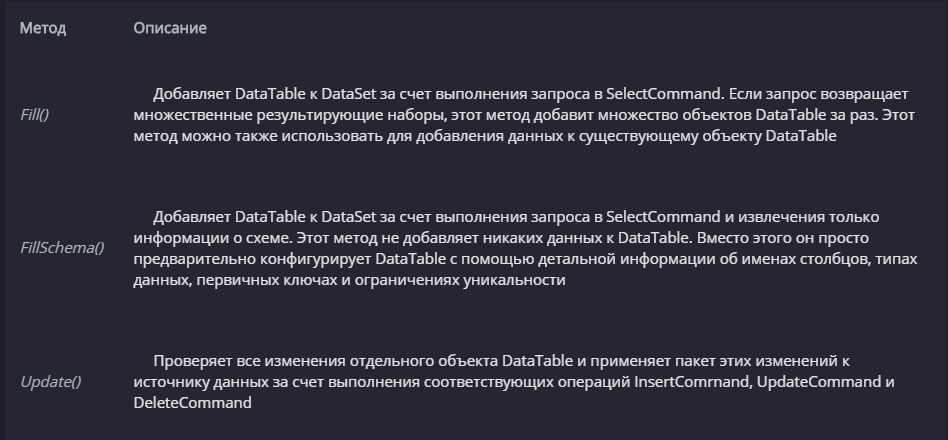 Метод Описание
Добавляет DataTable к DataSet за счет выполнения запроса в SelectCommand. Если запрос возвращает
Fill() множественные результирующие наборы, этот метод добавит множество объектов DataTable за раз. Этот
метод можно также использовать для добавления данных к существующему объекту DataTable
Добавляет DataTable к DataSet за счет выполнения запроса в SelectCommand и извлечения только
FillSchema() информации о схеме. Этот метод не добавляет никаких данных к DataTable. Вместо этого он просто
предварительно конфигурирует DataTable с помощью детальной информации об именах столбцов, типах
данных, первичных ключах и ограничениях уникальности
Проверяет все изменения отдельного объекта DataTable и применяет пакет этих изменений к
Update() источнику данных за счет выполнения соответствующих операций InsertComrnand, UpdateCommand и
DeleteCommand